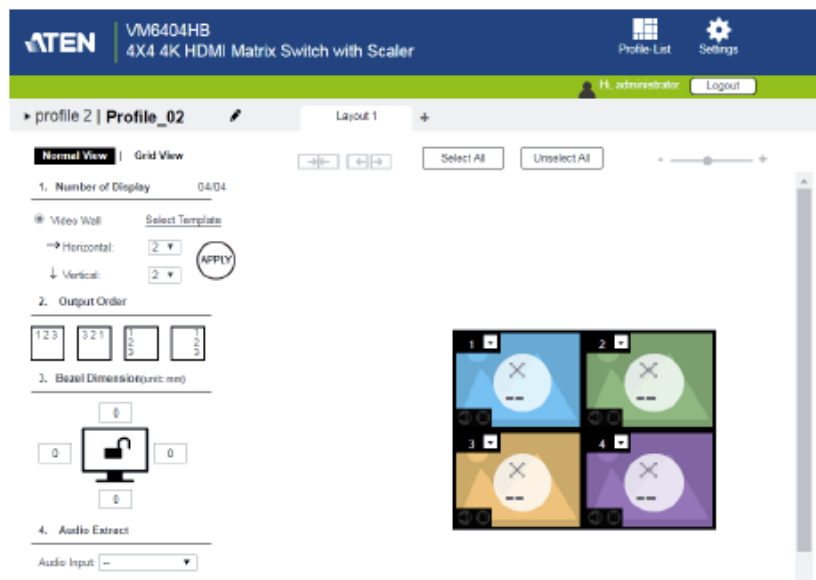 ATEN
VM6404HB
4X4 4K HDMI Matrix Switch with Scaler
Profile-List
Settings
Hi, administrator
Logout
profile 2 | Profile_02
Layout 1
+
Normal View | Grid View
Select All
Unselect All
- +
1. Number of Display 04/04
Video Wall Select Template
Horizontal: 2
Vertical: 2
APPLY
2. Output Order
1 2 3
3 2 1
1
2
3
1
2
3
3. Bezel Dimension(unit: mm)
0
0
0
0
4. Audio Extract
Audio Input: --
1
--
2
--
3
--
4
--